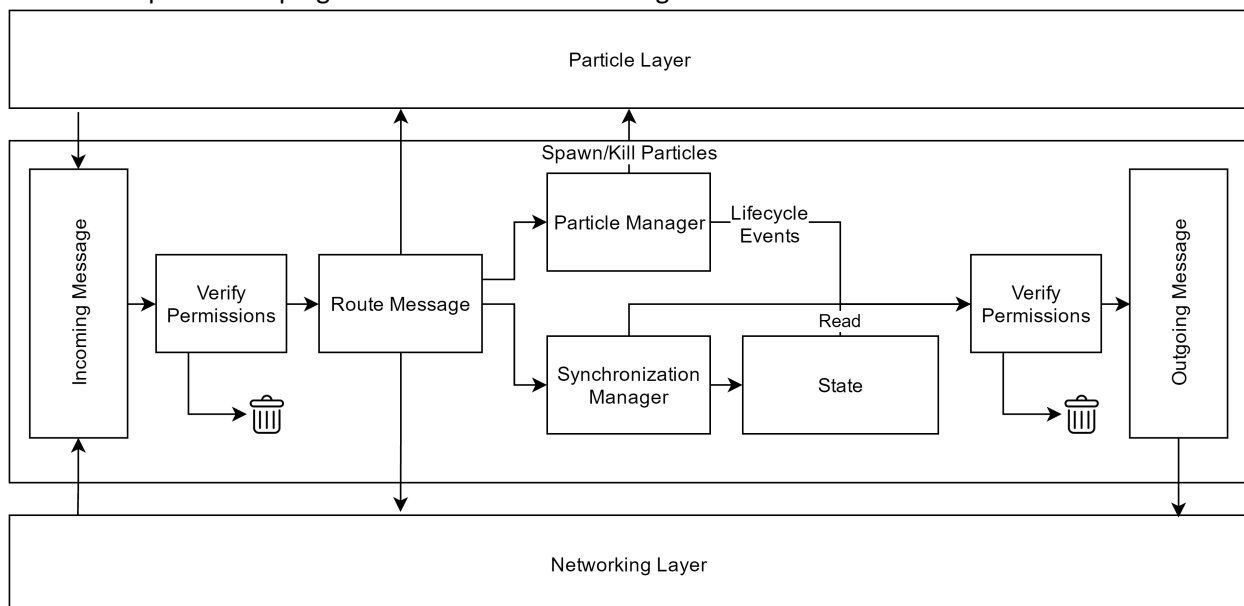 Particle Layer
Spawn/Kill Particles
Incoming Message
Verify
Permissions
Route Message
Particle Manager
Lifecycle
Events
Synchronization
Manager
Read
State
Verify
Permissions
Outgoing Message
Networking Layer